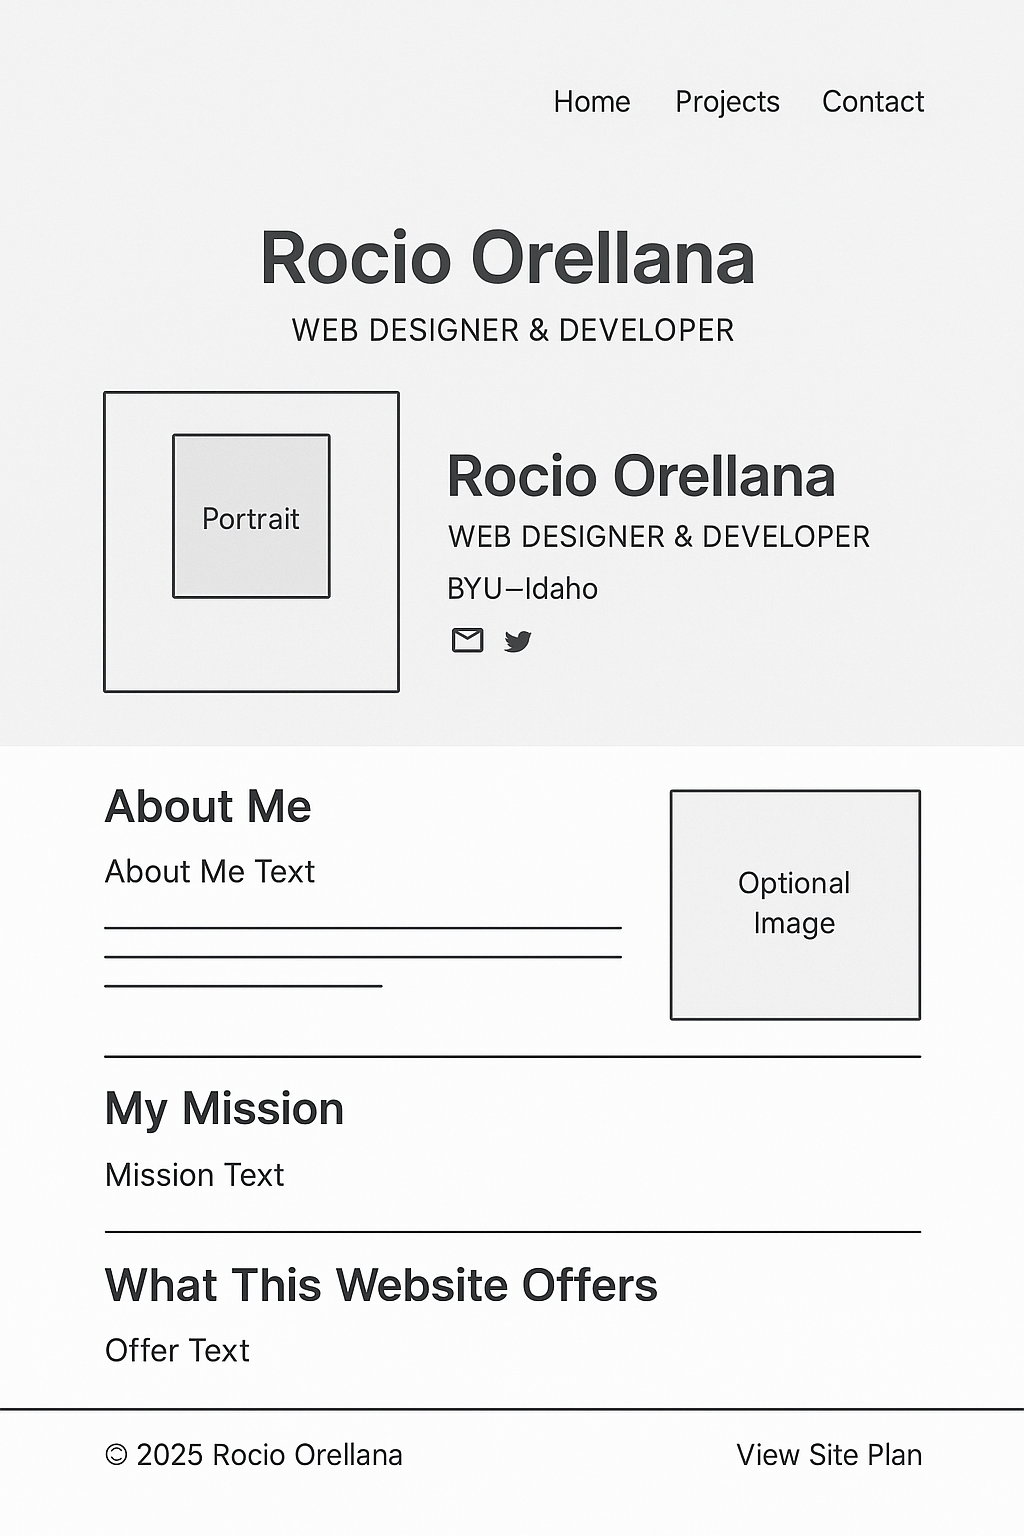 Home Projects Contact
Rocio Orellana
WEB DESIGNER & DEVELOPER
Portrait
Rocio Orellana
WEB DESIGNER & DEVELOPER
BYU–Idaho
About Me
About Me Text
Optional
Image
My Mission
Mission Text
What This Website Offers
Offer Text
© 2025 Rocio Orellana
View Site Plan